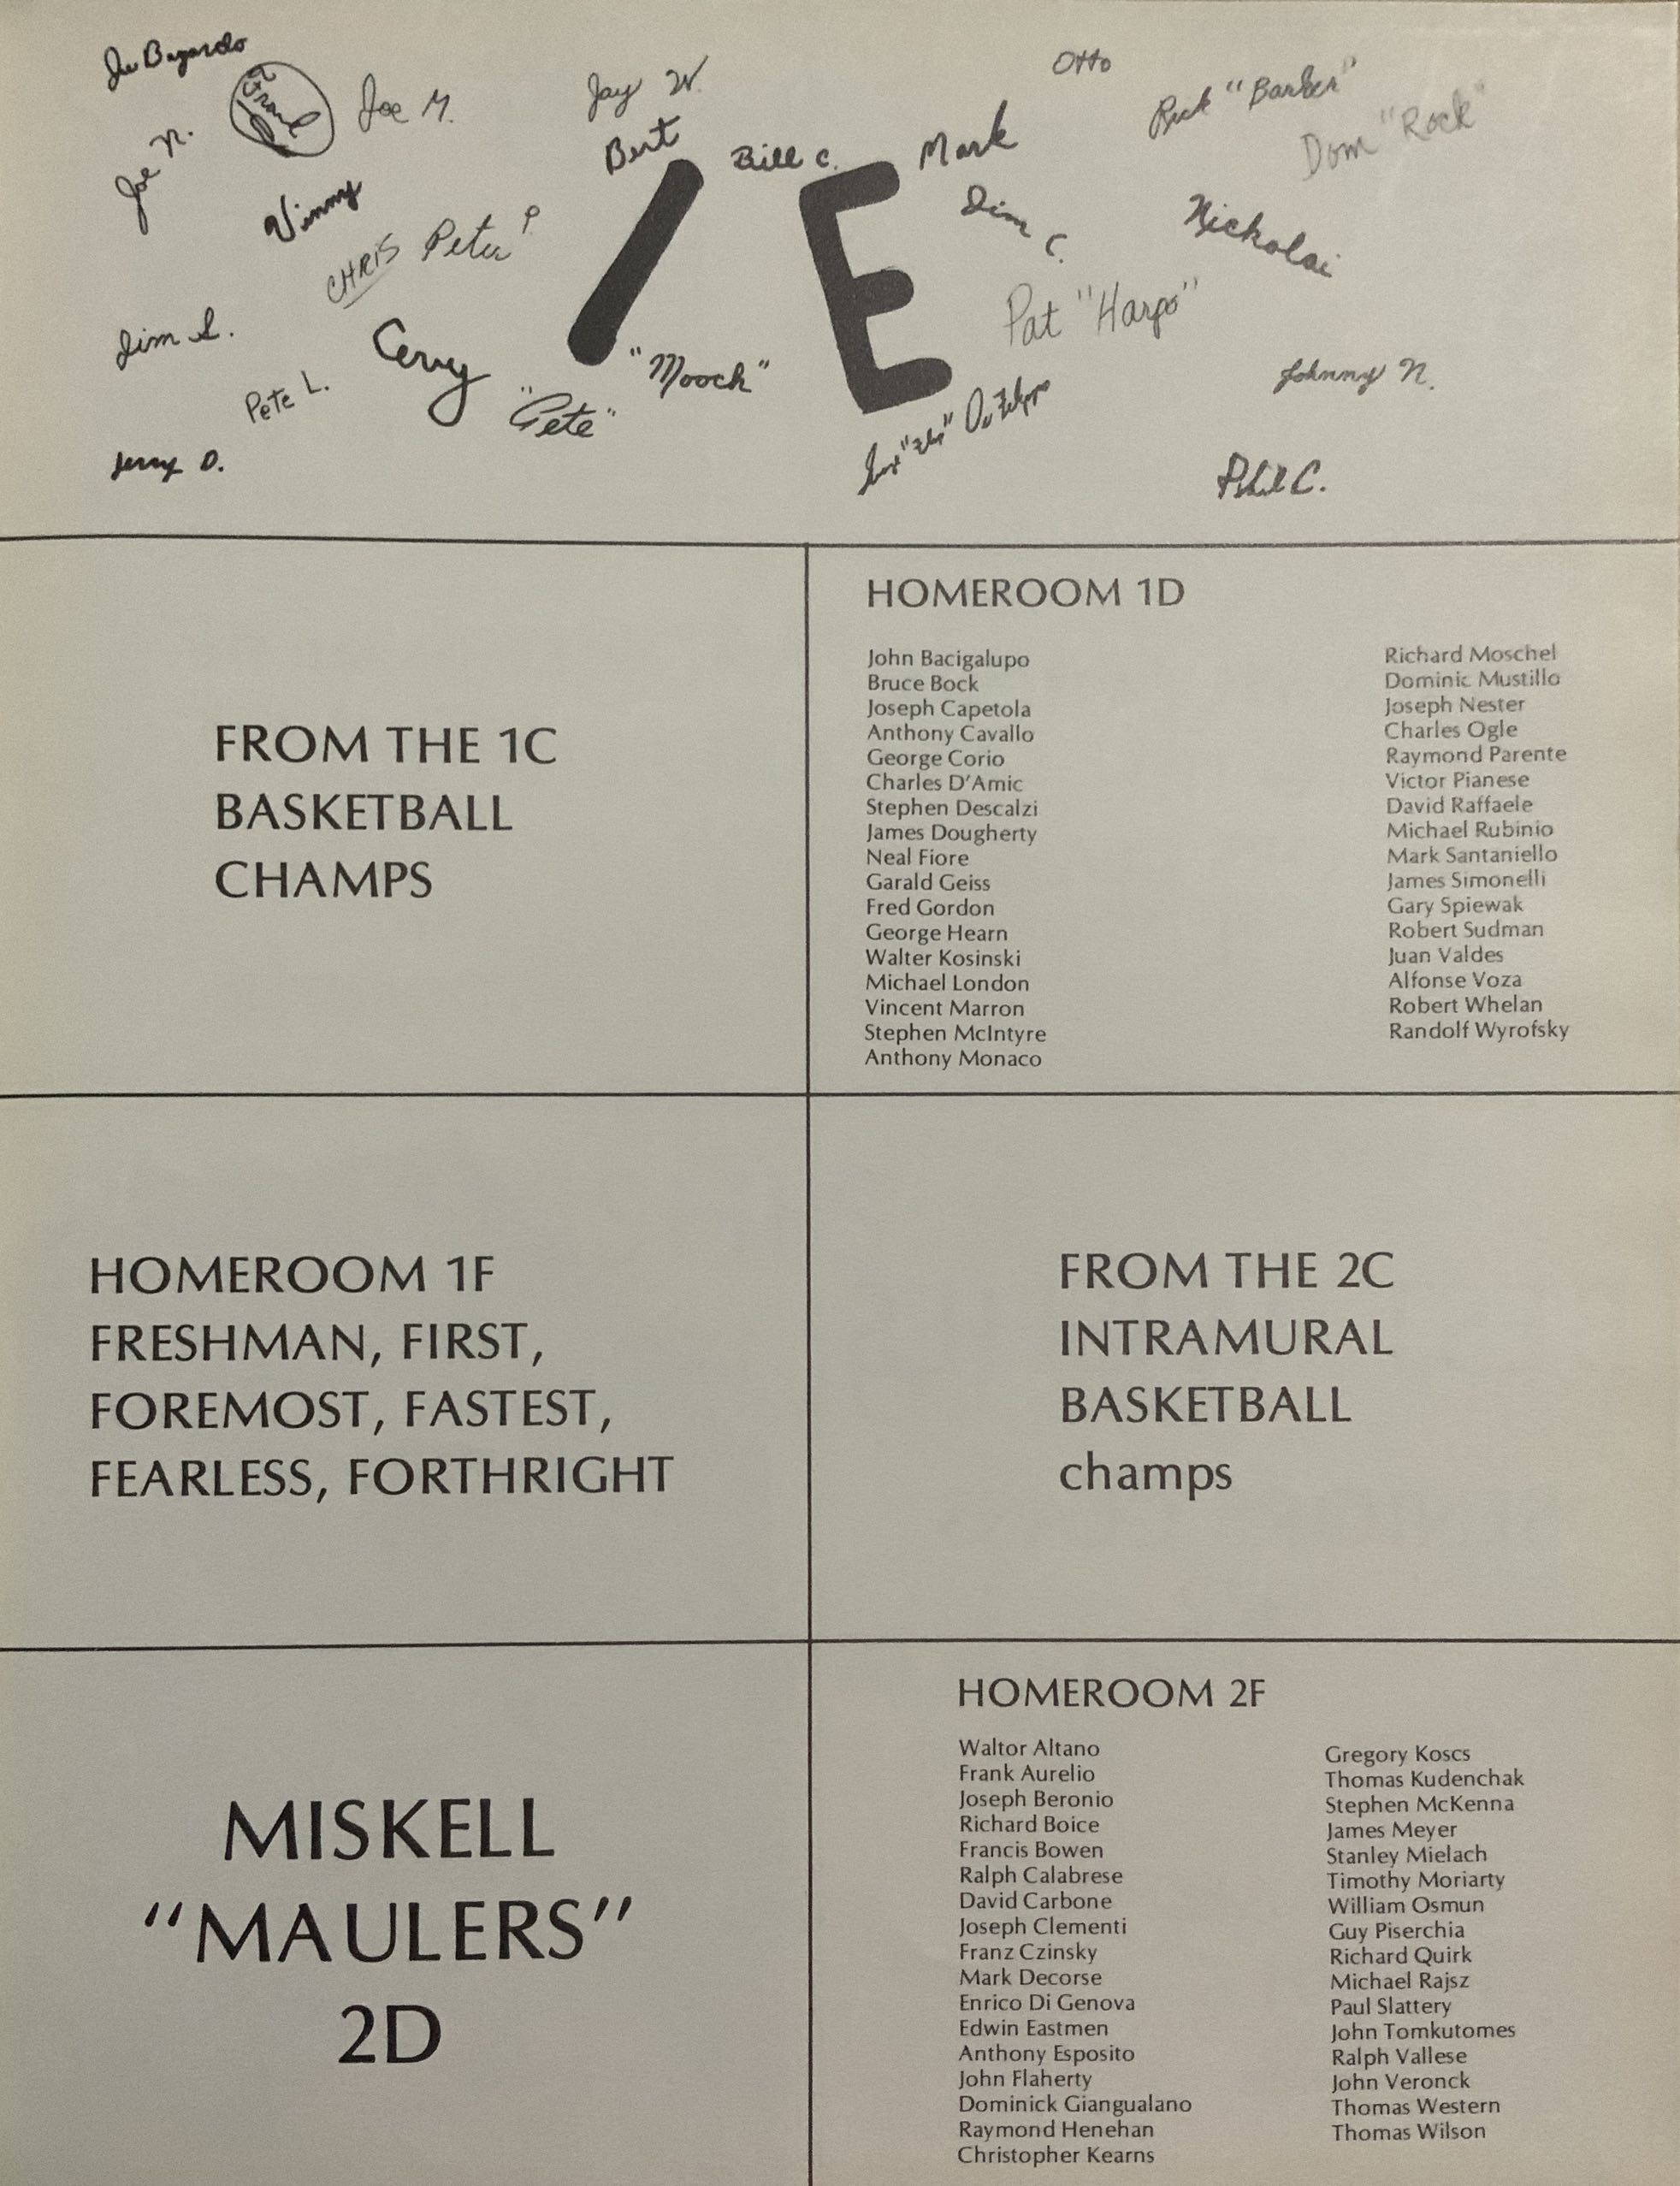 Otto
Jay W.
Rick "Barker"
Joe M.
Dom "Rock"
Joe N.
Bert
Bill C.
Mark
Vinny
Jim C.
Nickolai
CHRIS
Peter P
1E
Pat "Harpo"
Jim S.
Gerry
"Mooch"
Johnny N.
Pete L.
"Pete"
Jerry D.
Phil C.
FROM THE 1C
BASKETBALL
CHAMPS
HOMEROOM 1D
John Bacigalupo
Bruce Bock
Joseph Capetola
Anthony Cavallo
George Corio
Charles D'Amic
Stephen Descalzi
James Dougherty
Neal Fiore
Garald Geiss
Fred Gordon
George Hearn
Walter Kosinski
Michael London
Vincent Marron
Stephen McIntyre
Anthony Monaco
Richard Moschel
Dominic Mustillo
Joseph Nester
Charles Ogle
Raymond Parente
Victor Pianese
David Raffaele
Michael Rubinio
Mark Santaniello
James Simonelli
Gary Spiewak
Robert Sudman
Juan Valdes
Alfonse Voza
Robert Whelan
Randolf Wyrofsky
HOMEROOM 1F
FRESHMAN, FIRST,
FOREMOST, FASTEST,
FEARLESS, FORTHRIGHT
FROM THE 2C
INTRAMURAL
BASKETBALL
champs
MISKELL
"MAULERS"
2D
HOMEROOM 2F
Waltor Altano
Frank Aurelio
Joseph Beronio
Richard Boice
Francis Bowen
Ralph Calabrese
David Carbone
Joseph Clementi
Franz Czinsky
Mark Decorse
Enrico Di Genova
Edwin Eastmen
Anthony Esposito
John Flaherty
Dominick Giangualano
Raymond Henehan
Christopher Kearns
Gregory Koscs
Thomas Kudenchak
Stephen McKenna
James Meyer
Stanley Mielach
Timothy Moriarty
William Osmun
Guy Piserchia
Richard Quirk
Michael Rajsz
Paul Slattery
John Tomkutomes
Ralph Vallese
John Veronck
Thomas Western
Thomas Wilson